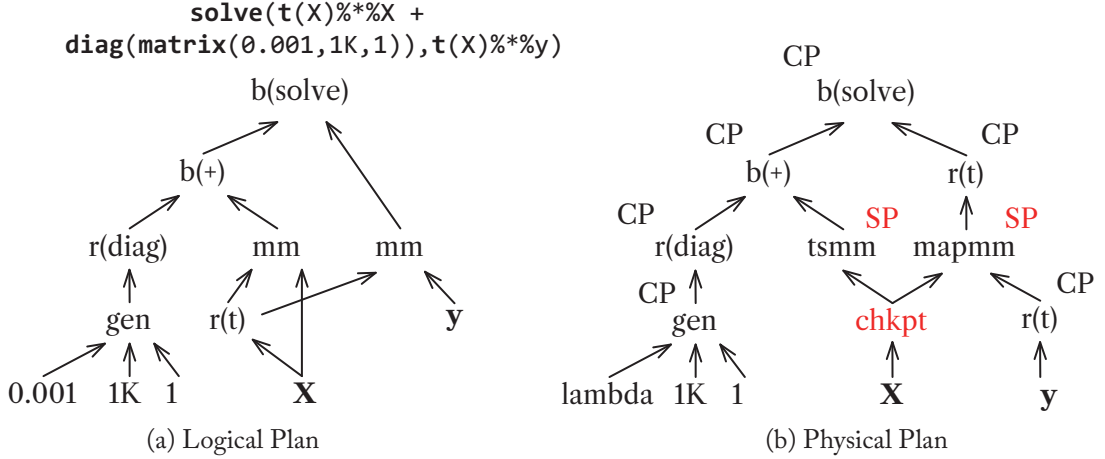 solve(t(X)%*%X +
diag(matrix(0.001,1K,1)),t(X)%*%y)
b(solve)
b(+)
r(diag) mm mm
gen r(t) y
0.001 1K 1 X
(a) Logical Plan
CP
b(solve)
CP CP
b(+) r(t)
CP SP SP
r(diag) tsmm mapmm
CP CP
gen chkpt r(t)
lambda 1K 1 X y
(b) Physical Plan